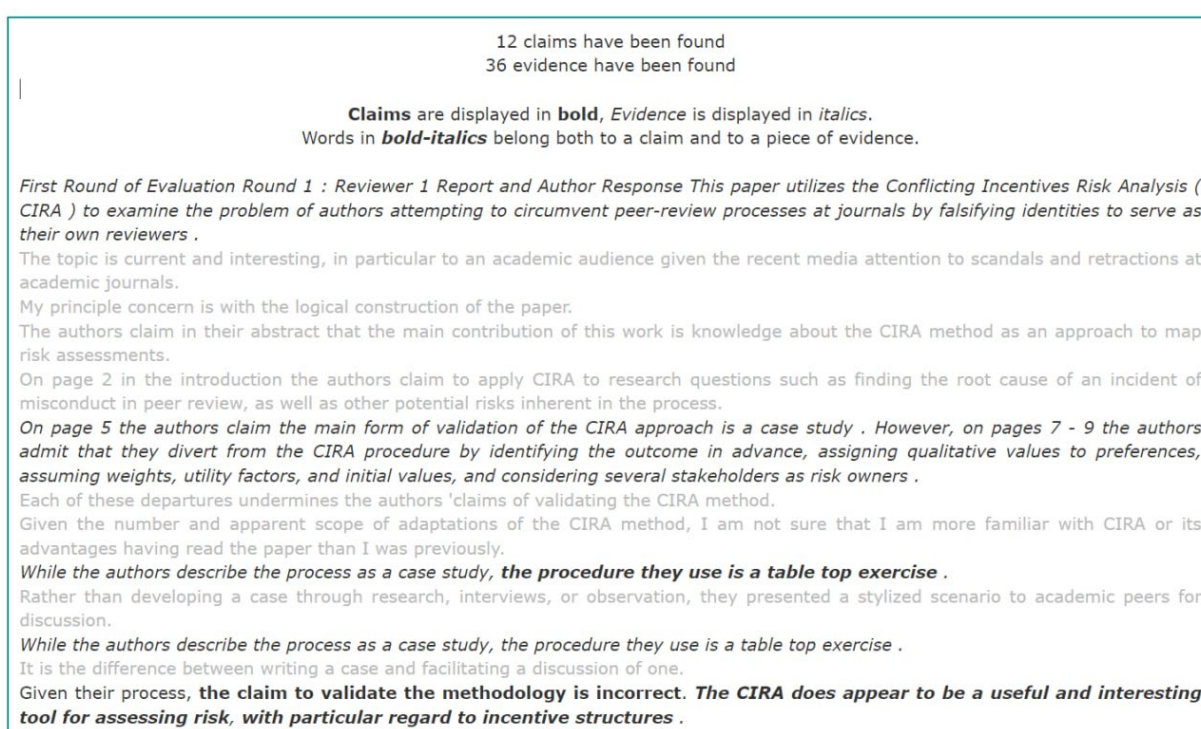 12 claims have been found
36 evidence have been found
Claims are displayed in bold, Evidence is displayed in italics.
Words in bold-italics belong both to a claim and to a piece of evidence.
First Round of Evaluation Round 1 : Reviewer 1 Report and Author Response This paper utilizes the Conflicting Incentives Risk Analysis (
CIRA ) to examine the problem of authors attempting to circumvent peer-review processes at journals by falsifying identities to serve as
their own reviewers .
The topic is current and interesting, in particular to an academic audience given the recent media attention to scandals and retractions at
academic journals.
My principle concern is with the logical construction of the paper.
The authors claim in their abstract that the main contribution of this work is knowledge about the CIRA method as an approach to map
risk assessments.
On page 2 in the introduction the authors claim to apply CIRA to research questions such as finding the root cause of an incident of
misconduct in peer review, as well as other potential risks inherent in the process.
On page 5 the authors claim the main form of validation of the CIRA approach is a case study . However, on pages 7 - 9 the authors
admit that they divert from the CIRA procedure by identifying the outcome in advance, assigning qualitative values to preferences,
assuming weights, utility factors, and initial values, and considering several stakeholders as risk owners .
Each of these departures undermines the authors 'claims of validating the CIRA method.
Given the number and apparent scope of adaptations of the CIRA method, I am not sure that I am more familiar with CIRA or its
advantages having read the paper than I was previously.
While the authors describe the process as a case study, the procedure they use is a table top exercise .
Rather than developing a case through research, interviews, or observation, they presented a stylized scenario to academic peers for
discussion.
While the authors describe the process as a case study, the procedure they use is a table top exercise .
It is the difference between writing a case and facilitating a discussion of one.
Given their process, the claim to validate the methodology is incorrect. The CIRA does appear to be a useful and interesting
tool for assessing risk, with particular regard to incentive structures .